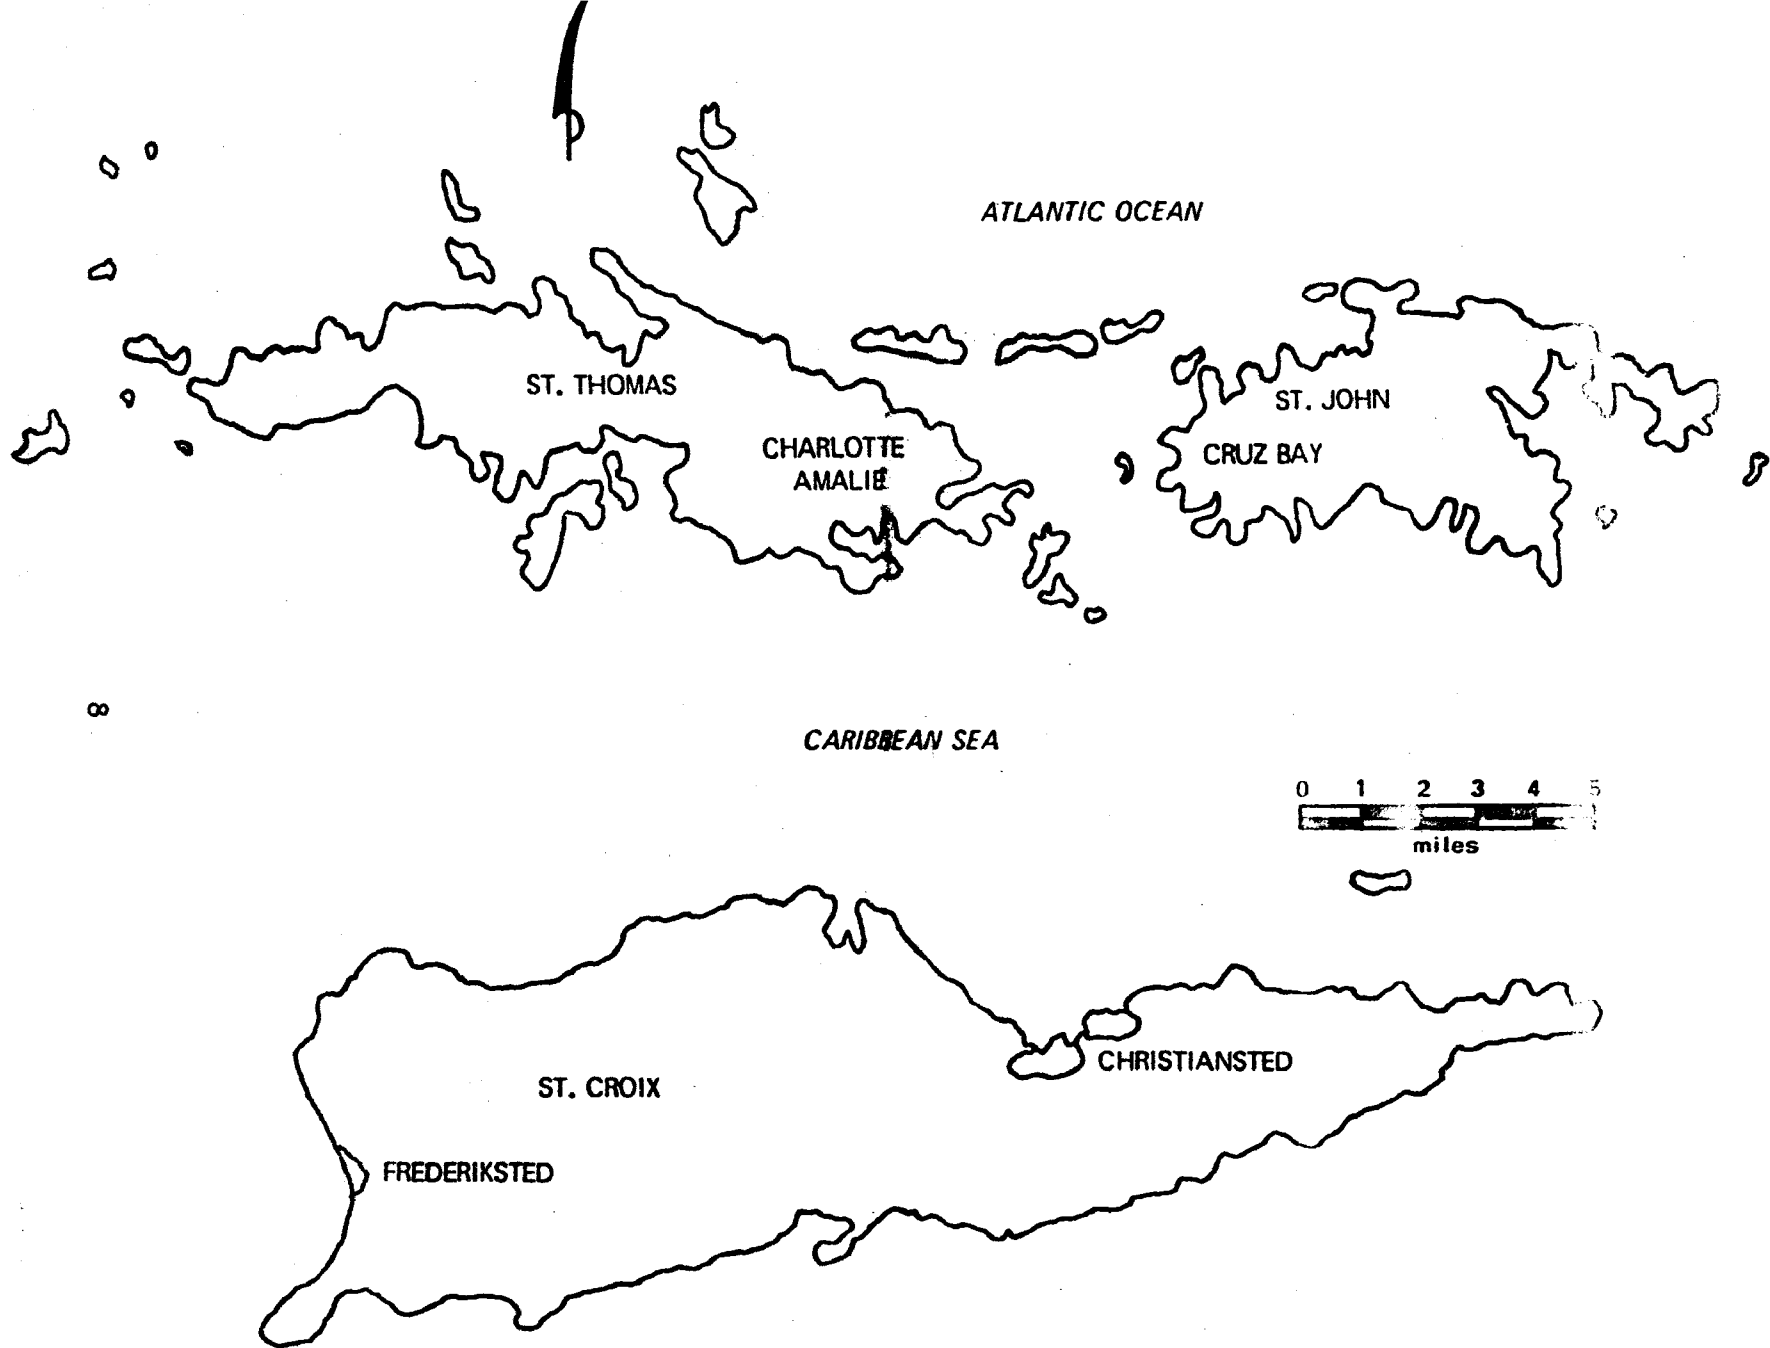 ATLANTIC OCEAN
ST. THOMAS
ST. JOHN
CHARLOTTE
AMALIE
CRUZ BAY
8
CARIBBEAN SEA
0 1 2 3 4 5
miles
CHRISTIANSTED
ST. CROIX
FREDERIKSTED